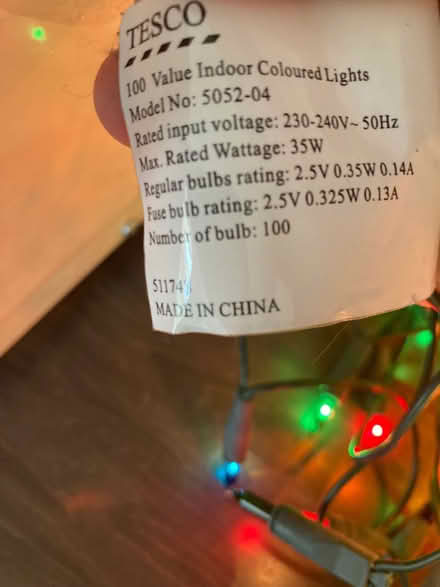 TESCO
100 Value Indoor Coloured Lights
Model No: 5052-04
Rated input voltage: 230-240V~ 50Hz
Max. Rated Wattage: 35W
Regular bulbs rating: 2.5V 0.35W 0.14A
Fuse bulb rating: 2.5V 0.325W 0.13A
Number of bulb: 100
MADE IN CHINA